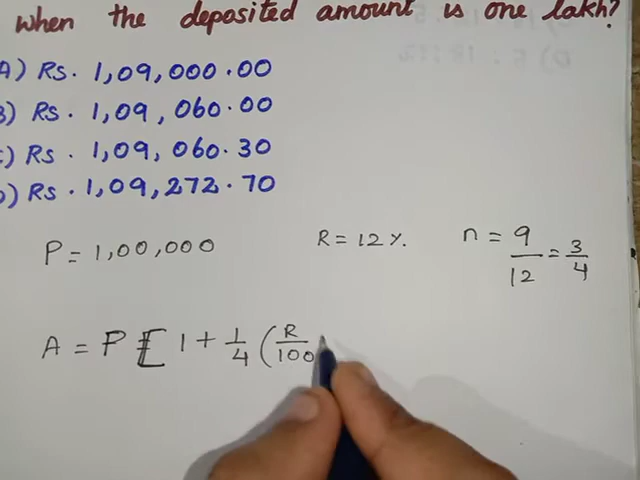 when the deposited amount is one lakh?
A) Rs. 1,09,000.00
B) Rs. 1,09,060.00
C) Rs. 1,09,060.30
D) Rs. 1,09,272.70
P = 1,00,000 R = 12 %. n = 9/12 = 3/4
A = P [ 1 + 1/4 ( R/100